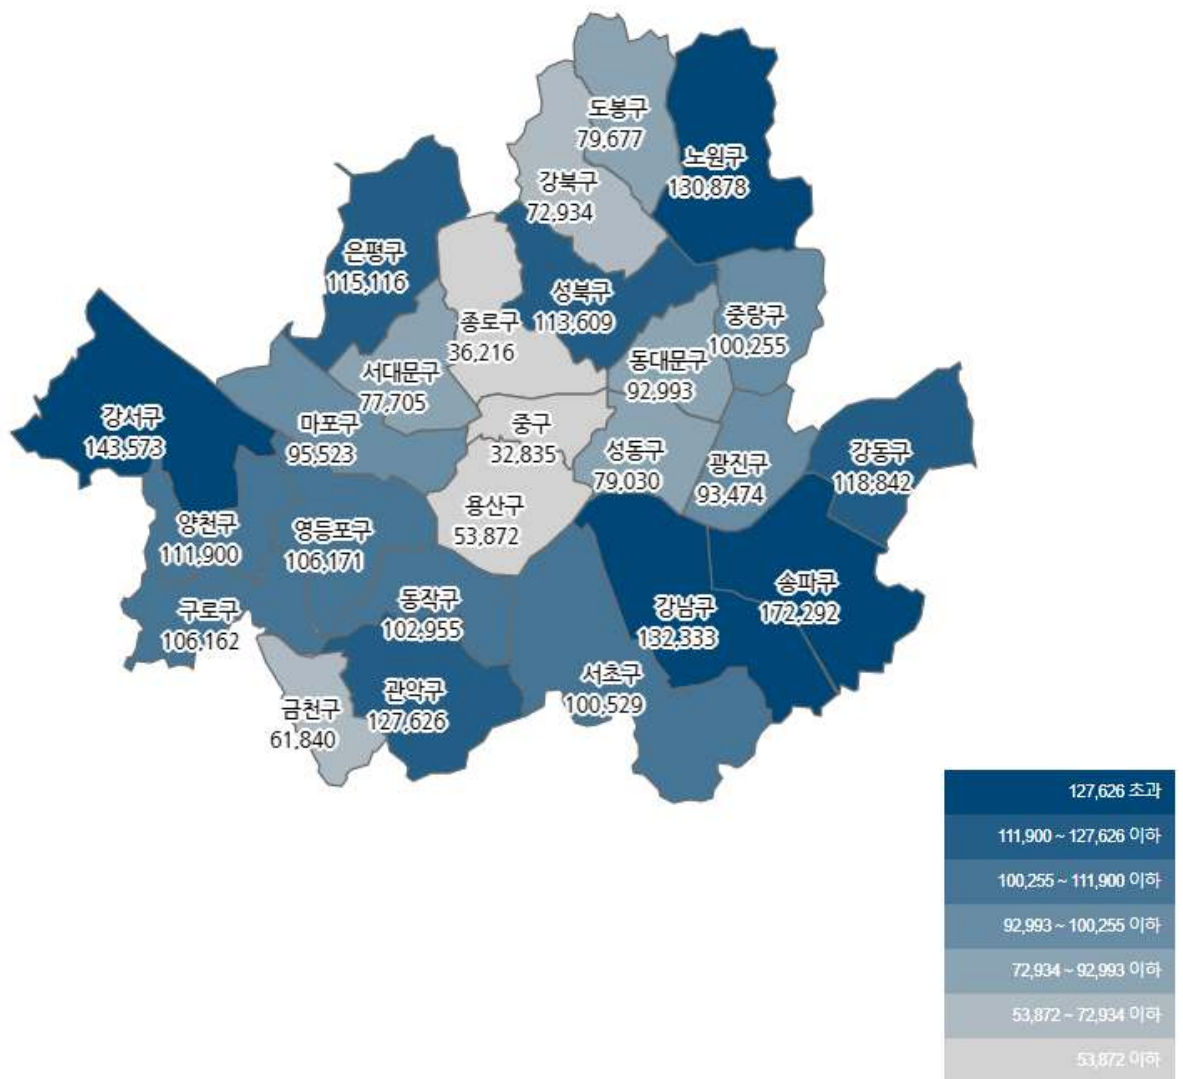 도봉구
79,677
노원구
130,878
강북구
72,934
은평구
115,116
성북구
113,609
중랑구
100,255
종로구
36,216
동대문구
92,993
서대문구
77,705
강서구
143,573
마포구
95,523
중구
32,835
성동구
79,030
광진구
93,474
강동구
118,842
용산구
53,872
양천구
111,900
영등포구
106,171
구로구
106,162
동작구
102,955
강남구
132,333
송파구
172,292
서초구
100,529
관악구
127,626
금천구
61,840
127,626 초과
111,900 ~ 127,626 이하
100,255 ~ 111,900 이하
92,993 ~ 100,255 이하
72,934 ~ 92,993 이하
53,872 ~ 72,934 이하
53,872 이하